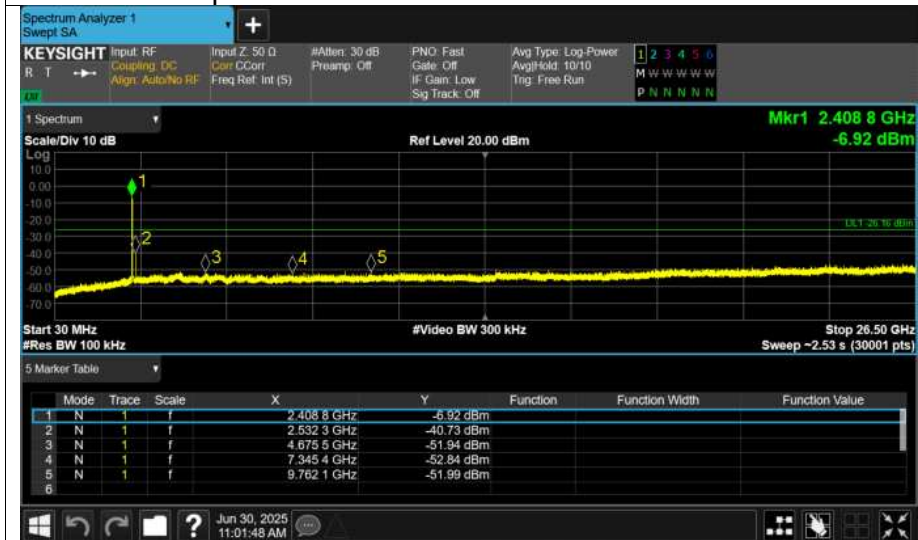 Spectrum Analyzer 1
Swept SA
+
KEYSIGHT
R T
Input: RF
Coupling: DC
Align: Auto/No RF
Input Z: 50 Ω
Corr CCorr
Freq Ref: Int (S)
#Atten: 30 dB
Preamp: Off
PNO: Fast
Gate: Off
IF Gain: Low
Sig Track: Off
Avg Type: Log-Power
Avg|Hold: 10/10
Trig: Free Run
1 2 3 4 5 6
M W W W W W
P N N N N N
1 Spectrum
Mkr1 2.408 8 GHz
Scale/Div 10 dB
Ref Level 20.00 dBm
-6.92 dBm
Log
10.0
0.00
-10.0
-20.0
-30.0
-40.0
-50.0
-60.0
-70.0
1
2
3
4
5
DL1 -26.16 dBm
Start 30 MHz
#Video BW 300 kHz
Stop 26.50 GHz
#Res BW 100 kHz
Sweep ~2.53 s (30001 pts)
5 Marker Table
Mode Trace Scale X Y Function Function Width Function Value
1 N 1 f 2.408 8 GHz -6.92 dBm
2 N 1 f 2.532 3 GHz -40.73 dBm
3 N 1 f 4.675 5 GHz -51.94 dBm
4 N 1 f 7.345 4 GHz -52.84 dBm
5 N 1 f 9.762 1 GHz -51.99 dBm
6
?
Jun 30, 2025
11:01:48 AM